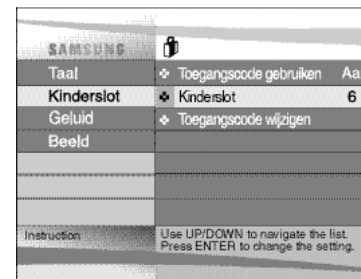 SAMSUNG
Taal
Toegangscode gebruiken Aa
Kinderslot
Kinderslot 6
Geluid
Toegangscode wijzigen
Beeld
Instruction
Use UP/DOWN to navigate the list.
Press ENTER to change the setting.